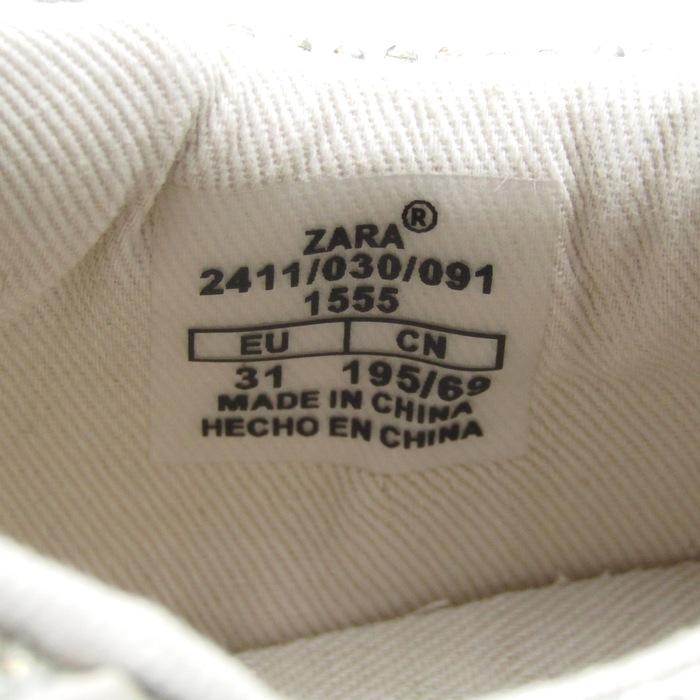 ZARA®
2411/030/091
1555
EU CN
31 195/69
MADE IN CHINA
HECHO EN CHINA